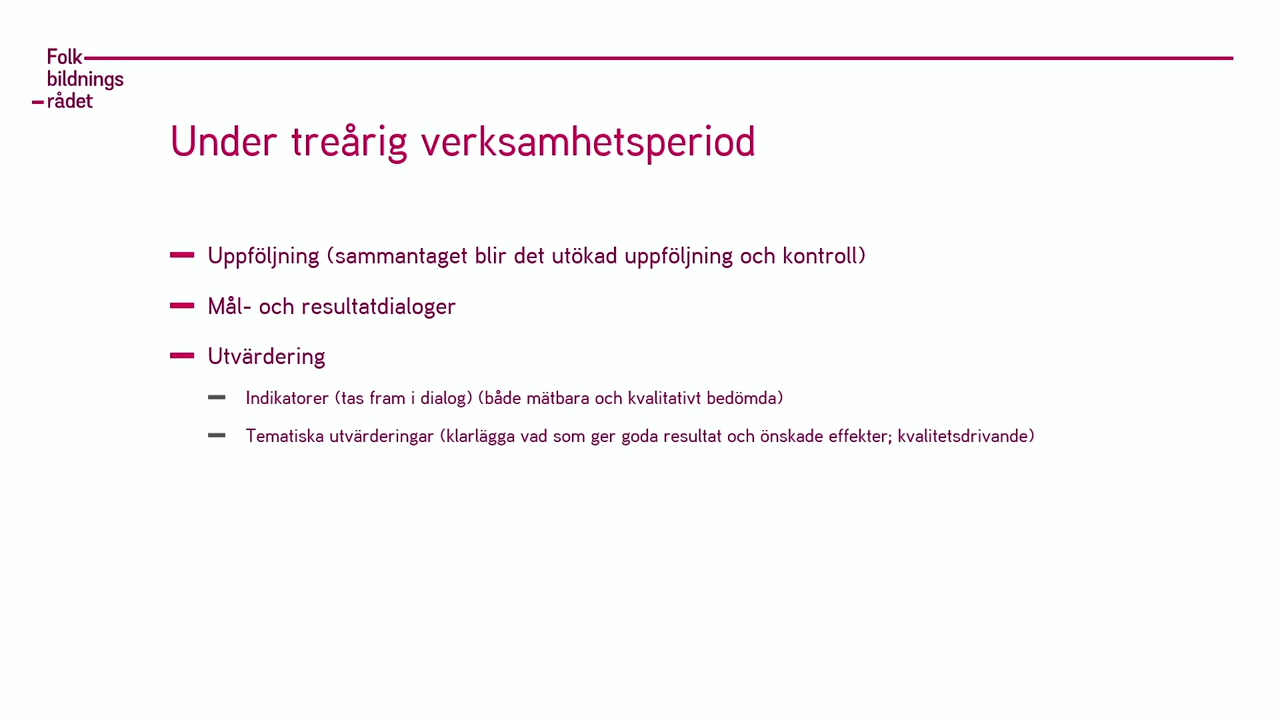 Folk
bildnings
rådet
Under treårig verksamhetsperiod
Uppföljning (sammantaget blir det utökad uppföljning och kontroll)
Mål- och resultatdialoger
Utvärdering
Indikatorer (tas fram i dialog) (både mätbara och kvalitativt bedömda)
Tematiska utvärderingar (klarlägga vad som ger goda resultat och önskade effekter; kvalitetsdrivande)